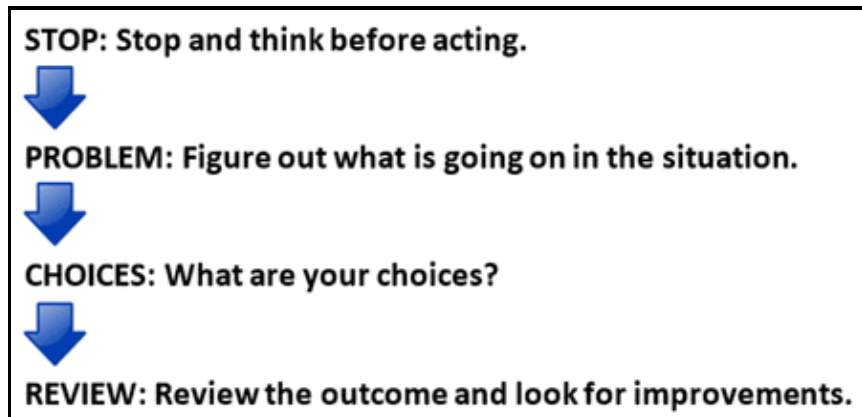 STOP: Stop and think before acting.
PROBLEM: Figure out what is going on in the situation.
CHOICES: What are your choices?
REVIEW: Review the outcome and look for improvements.